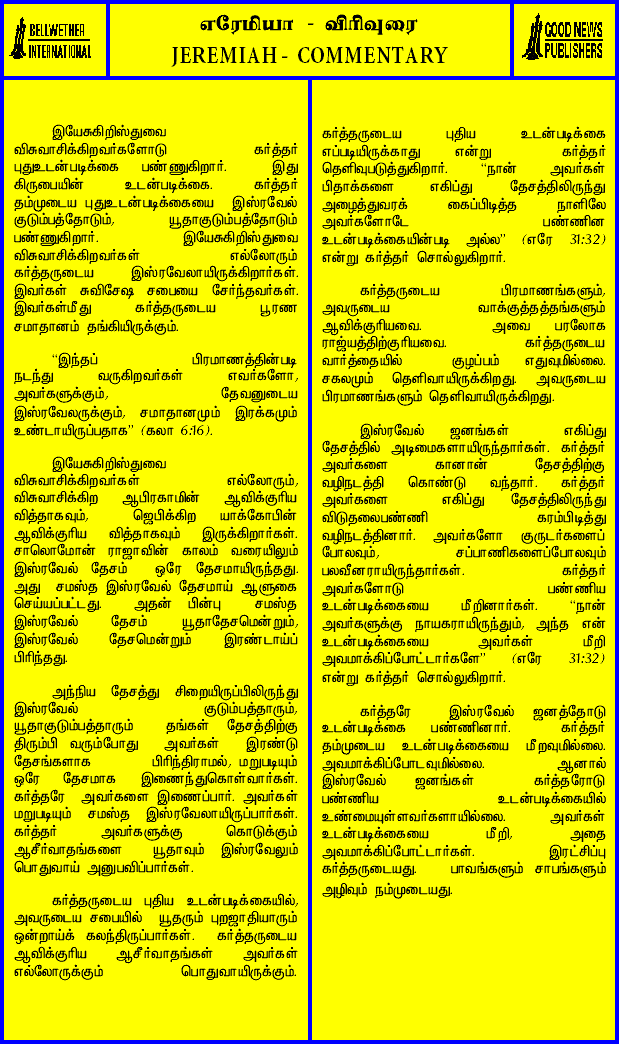 BELLWETHER
INTERNATIONAL
எரேமியா - விரிவுரை
JEREMIAH - COMMENTARY
GOOD NEWS
PUBLISHERS
இயேசுகிறிஸ்துவை
விசுவாசிக்கிறவர்களோடு கர்த்தர்
புதுஉடன்படிக்கை பண்ணுகிறார். இது
கிருபையின் உடன்படிக்கை. கர்த்தர்
தம்முடைய புதுஉடன்படிக்கையை இஸ்ரவேல்
குடும்பத்தோடும், யூதாகுடும்பத்தோடும்
பண்ணுகிறார். இயேசுகிறிஸ்துவை
விசுவாசிக்கிறவர்கள் எல்லோரும்
கர்த்தருடைய இஸ்ரவேலாயிருக்கிறார்கள்.
இவர்கள் சுவிசேஷ சபையை சேர்ந்தவர்கள்.
இவர்கள்மீது கர்த்தருடைய பூரண
சமாதானம் தங்கியிருக்கும்.
“இந்தப் பிரமாணத்தின்படி
நடந்து வருகிறவர்கள் எவர்களோ,
அவர்களுக்கும், தேவனுடைய
இஸ்ரவேலருக்கும், சமாதானமும் இரக்கமும்
உண்டாயிருப்பதாக” (கலா 6:16).
இயேசுகிறிஸ்துவை
விசுவாசிக்கிறவர்கள் எல்லோரும்,
விசுவாசிக்கிற ஆபிரகாமின் ஆவிக்குரிய
வித்தாகவும், ஜெபிக்கிற யாக்கோபின்
ஆவிக்குரிய வித்தாகவும் இருக்கிறார்கள்.
சாலொமோன் ராஜாவின் காலம் வரையிலும்
இஸ்ரவேல் தேசம் ஒரே தேசமாயிருந்தது.
அது சமஸ்த இஸ்ரவேல் தேசமாய் ஆளுகை
செய்யப்பட்டது. அதன் பின்பு சமஸ்த
இஸ்ரவேல் தேசம் யூதாதேசமென்றும்,
இஸ்ரவேல் தேசமென்றும் இரண்டாய்ப்
பிரிந்தது.
அந்நிய தேசத்து சிறையிருப்பிலிருந்து
இஸ்ரவேல் குடும்பத்தாரும்,
யூதாகுடும்பத்தாரும் தங்கள் தேசத்திற்கு
திரும்பி வரும்போது அவர்கள் இரண்டு
தேசங்களாக பிரிந்திராமல், மறுபடியும்
ஒரே தேசமாக இணைந்துகொள்வார்கள்.
கர்த்தரே அவர்களை இணைப்பார். அவர்கள்
மறுபடியும் சமஸ்த இஸ்ரவேலாயிருப்பார்கள்.
கர்த்தர் அவர்களுக்கு கொடுக்கும்
ஆசீர்வாதங்களை யூதாவும் இஸ்ரவேலும்
பொதுவாய் அனுபவிப்பார்கள்.
கர்த்தருடைய புதிய உடன்படிக்கையில்,
அவருடைய சபையில் யூதரும் புறஜாதியாரும்
ஒன்றாய்க் கலந்திருப்பார்கள். கர்த்தருடைய
ஆவிக்குரிய ஆசீர்வாதங்கள் அவர்கள்
எல்லோருக்கும் பொதுவாயிருக்கும்.
கர்த்தருடைய புதிய உடன்படிக்கை
எப்படியிருக்காது என்று கர்த்தர்
தெளிவுபடுத்துகிறார். “நான் அவர்கள்
பிதாக்களை எகிப்து தேசத்திலிருந்து
அழைத்துவரக் கைப்பிடித்த நாளிலே
அவர்களோடே பண்ணின
உடன்படிக்கையின்படி அல்ல” (எரே 31:32)
என்று கர்த்தர் சொல்லுகிறார்.
கர்த்தருடைய பிரமாணங்களும்,
அவருடைய வாக்குத்தத்தங்களும்
ஆவிக்குரியவை. அவை பரலோக
ராஜ்யத்திற்குரியவை. கர்த்தருடைய
வார்த்தையில் குழப்பம் எதுவுமில்லை.
சகலமும் தெளிவாயிருக்கிறது. அவருடைய
பிரமாணங்களும் தெளிவாயிருக்கிறது.
இஸ்ரவேல் ஜனங்கள் எகிப்து
தேசத்தில் அடிமைகளாயிருந்தார்கள். கர்த்தர்
அவர்களை கானான் தேசத்திற்கு
வழிநடத்தி கொண்டு வந்தார். கர்த்தர்
அவர்களை எகிப்து தேசத்திலிருந்து
விடுதலைபண்ணி கரம்பிடித்து
வழிநடத்தினார். அவர்களோ குருடர்களைப்
போலவும், சப்பாணிகளைப்போலவும்
பலவீனராயிருந்தார்கள். கர்த்தர்
அவர்களோடு பண்ணிய
உடன்படிக்கையை மீறினார்கள். “நான்
அவர்களுக்கு நாயகராயிருந்தும், அந்த என்
உடன்படிக்கையை அவர்கள் மீறி
அவமாக்கிப்போட்டார்களே” (எரே 31:32)
என்று கர்த்தர் சொல்லுகிறார்.
கர்த்தரே இஸ்ரவேல் ஜனத்தோடு
உடன்படிக்கை பண்ணினார். கர்த்தர்
தம்முடைய உடன்படிக்கையை மீறவுமில்லை.
அவமாக்கிப்போடவுமில்லை. ஆனால்
இஸ்ரவேல் ஜனங்கள் கர்த்தரோடு
பண்ணிய உடன்படிக்கையில்
உண்மையுள்ளவர்களாயில்லை. அவர்கள்
உடன்படிக்கையை மீறி, அதை
அவமாக்கிப்போட்டார்கள். இரட்சிப்பு
கர்த்தருடையது. பாவங்களும் சாபங்களும்
அழிவும் நம்முடையது.